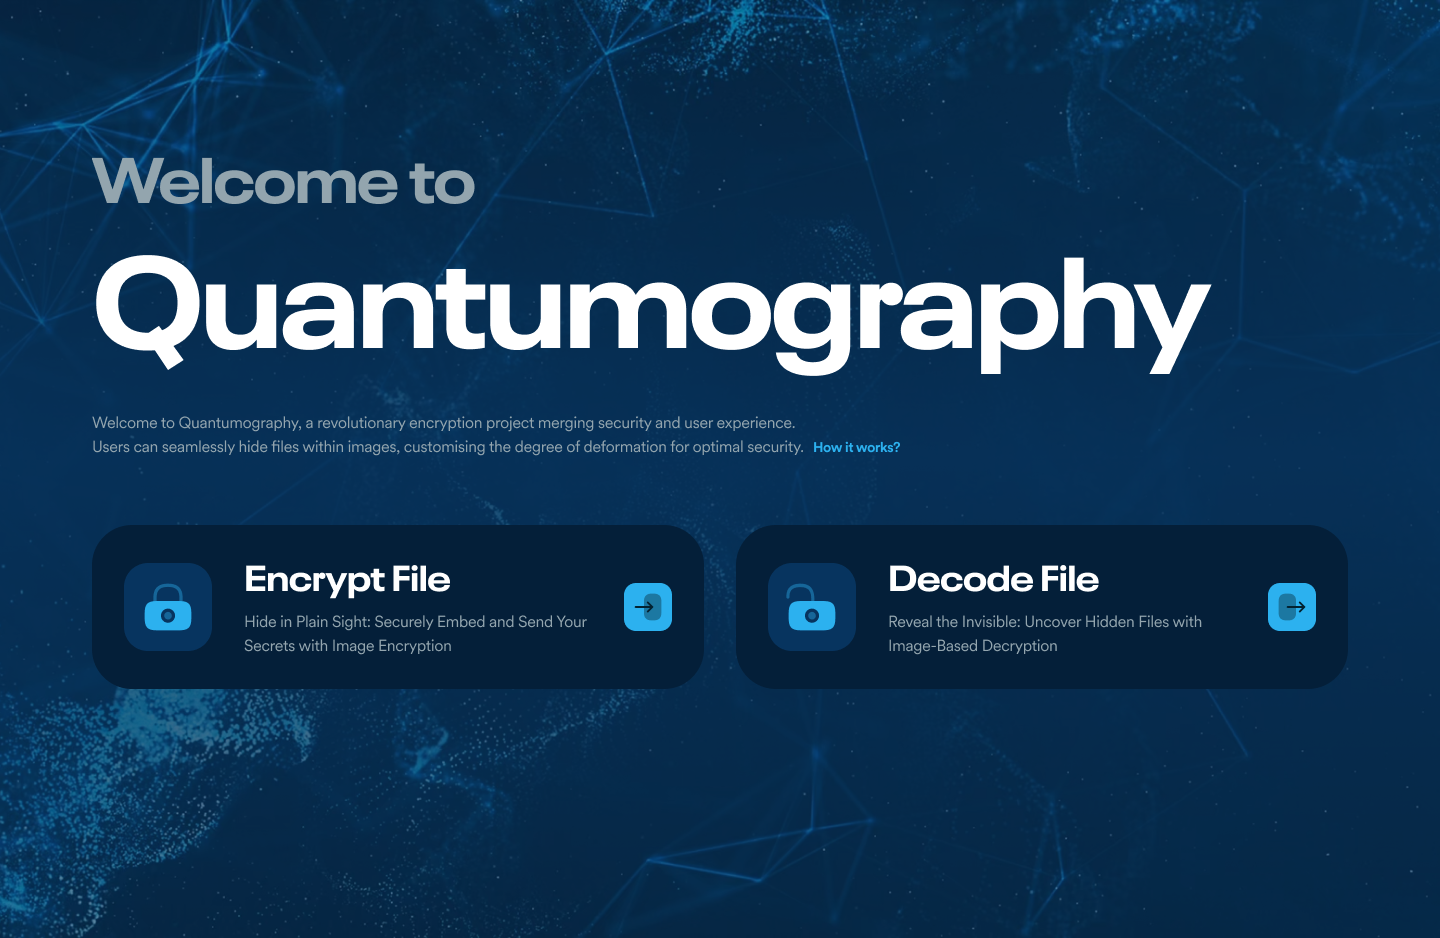 Welcome to
Quantumography
Welcome to Quantumography, a revolutionary encryption project merging security and user experience.
Users can seamlessly hide files within images, customising the degree of deformation for optimal security. How it works?
Encrypt File
Hide in Plain Sight: Securely Embed and Send Your
Secrets with Image Encryption
Decode File
Reveal the Invisible: Uncover Hidden Files with
Image-Based Decryption